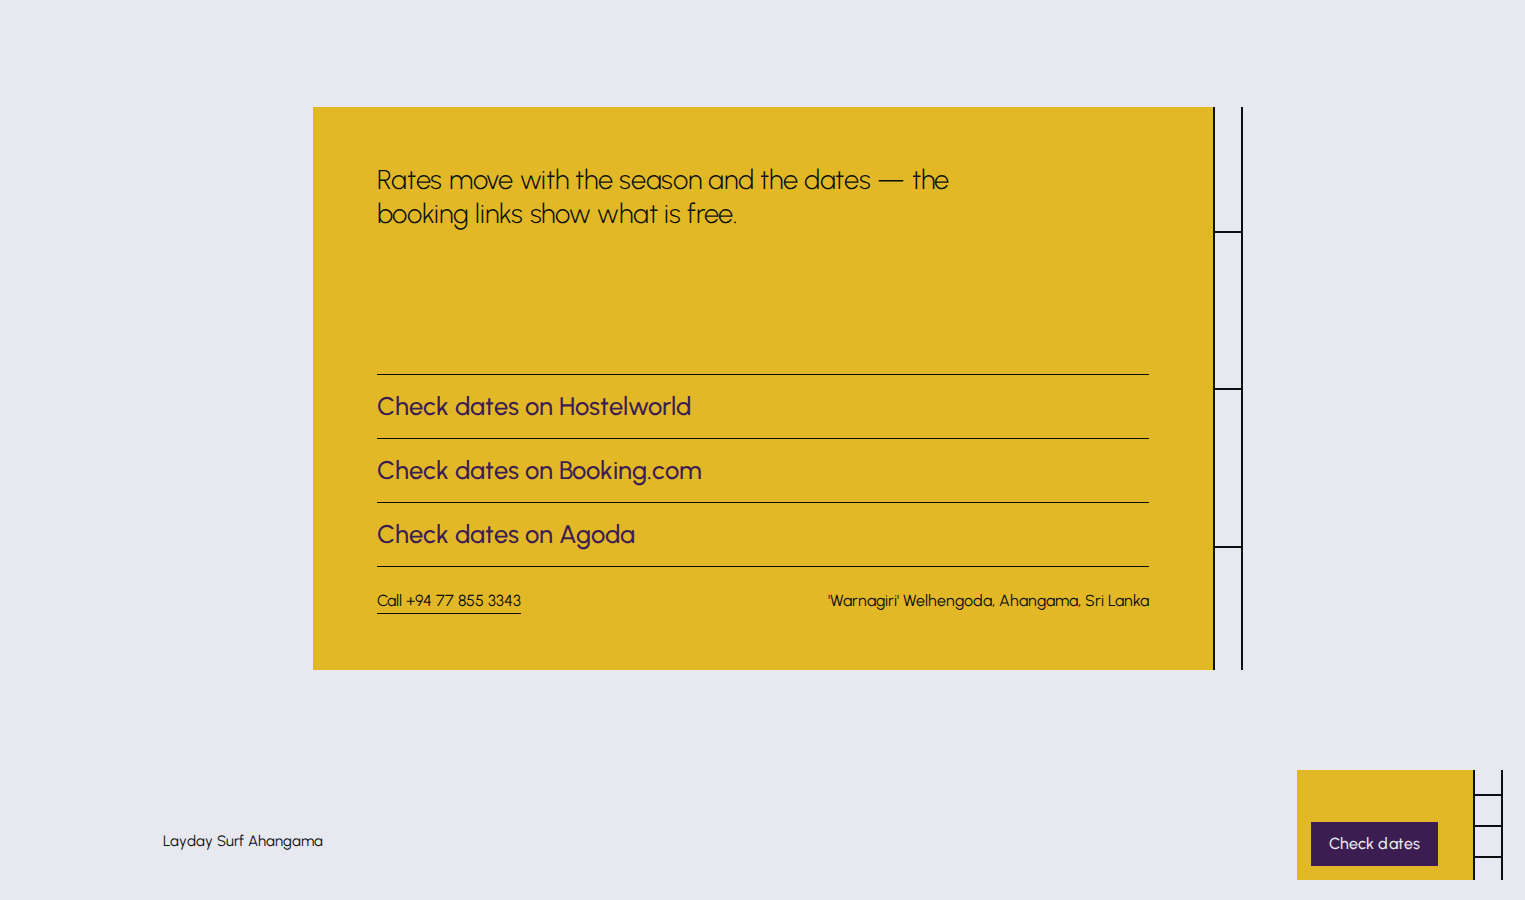 Rates move with the season and the dates — the
booking links show what is free.
Check dates on Hostelworld
Check dates on Booking.com
Check dates on Agoda
Call +94 77 855 3343
'Warnagiri' Welhengoda, Ahangama, Sri Lanka
Layday Surf Ahangama
Check dates